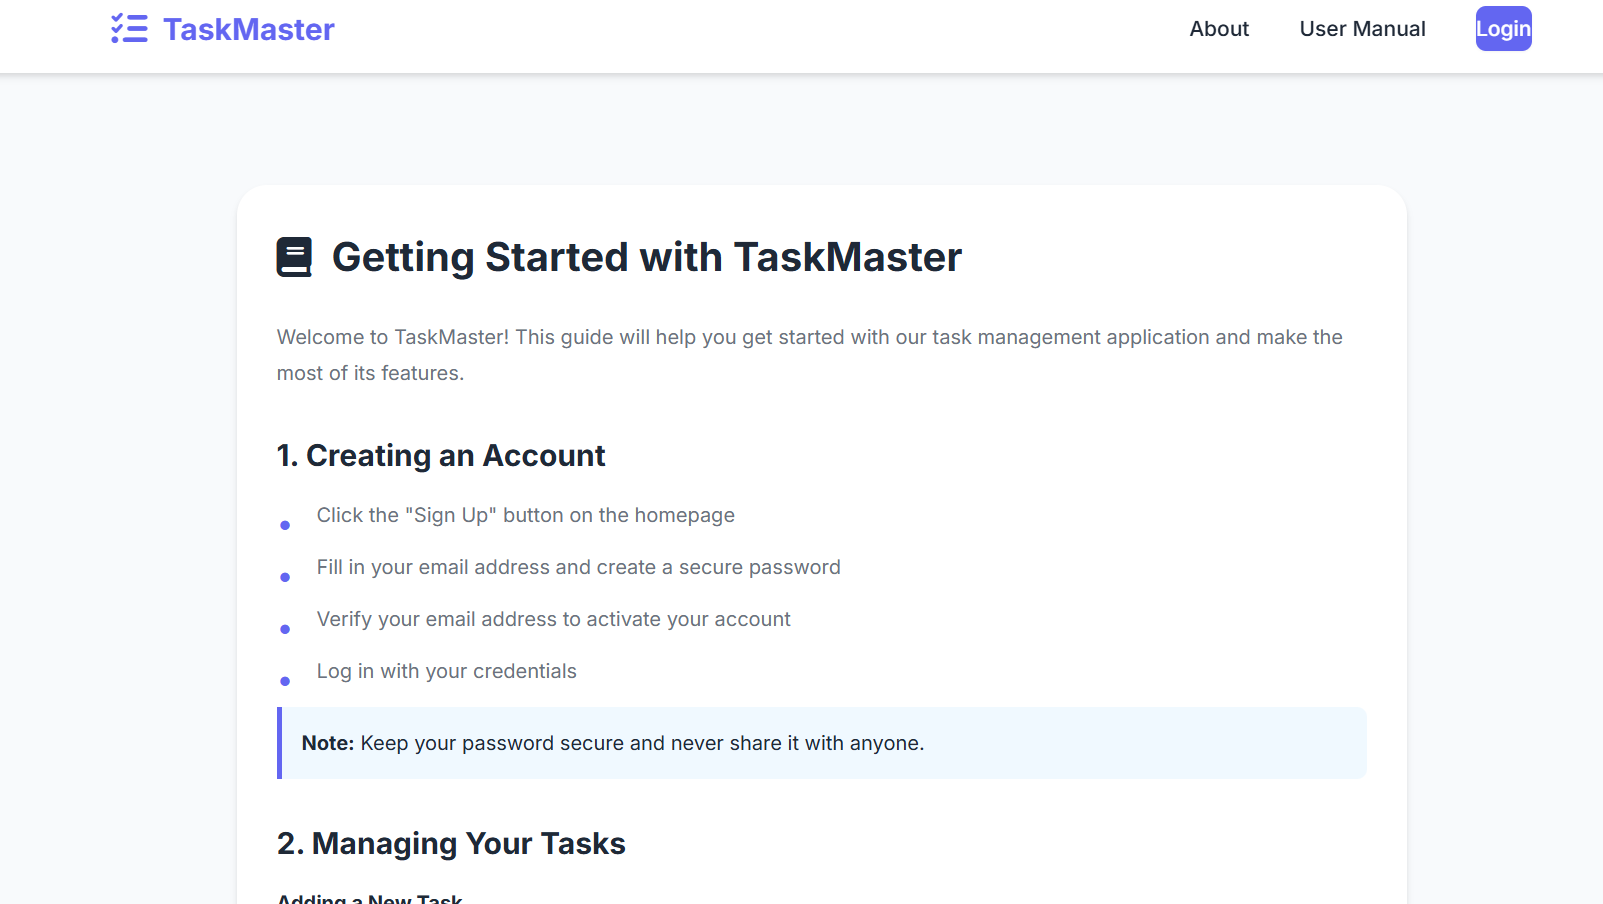 TaskMaster
About
User Manual
Login
Getting Started with TaskMaster
Welcome to TaskMaster! This guide will help you get started with our task management application and make the
most of its features.
1. Creating an Account
Click the "Sign Up" button on the homepage
Fill in your email address and create a secure password
Verify your email address to activate your account
Log in with your credentials
Note: Keep your password secure and never share it with anyone.
2. Managing Your Tasks
Adding a New Task